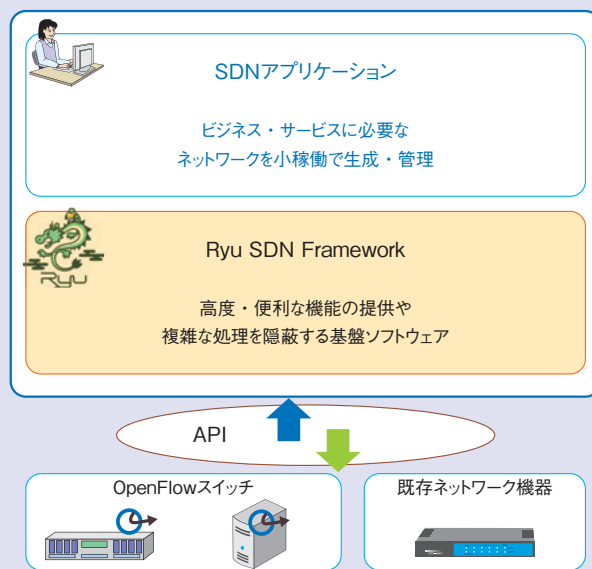 SDNアプリケーション
ビジネス・サービスに必要な
ネットワークを小稼働で生成・管理
Ryu SDN Framework
RYU
高度・便利な機能の提供や
複雑な処理を隠蔽する基盤ソフトウェア
API
OpenFlowスイッチ
既存ネットワーク機器